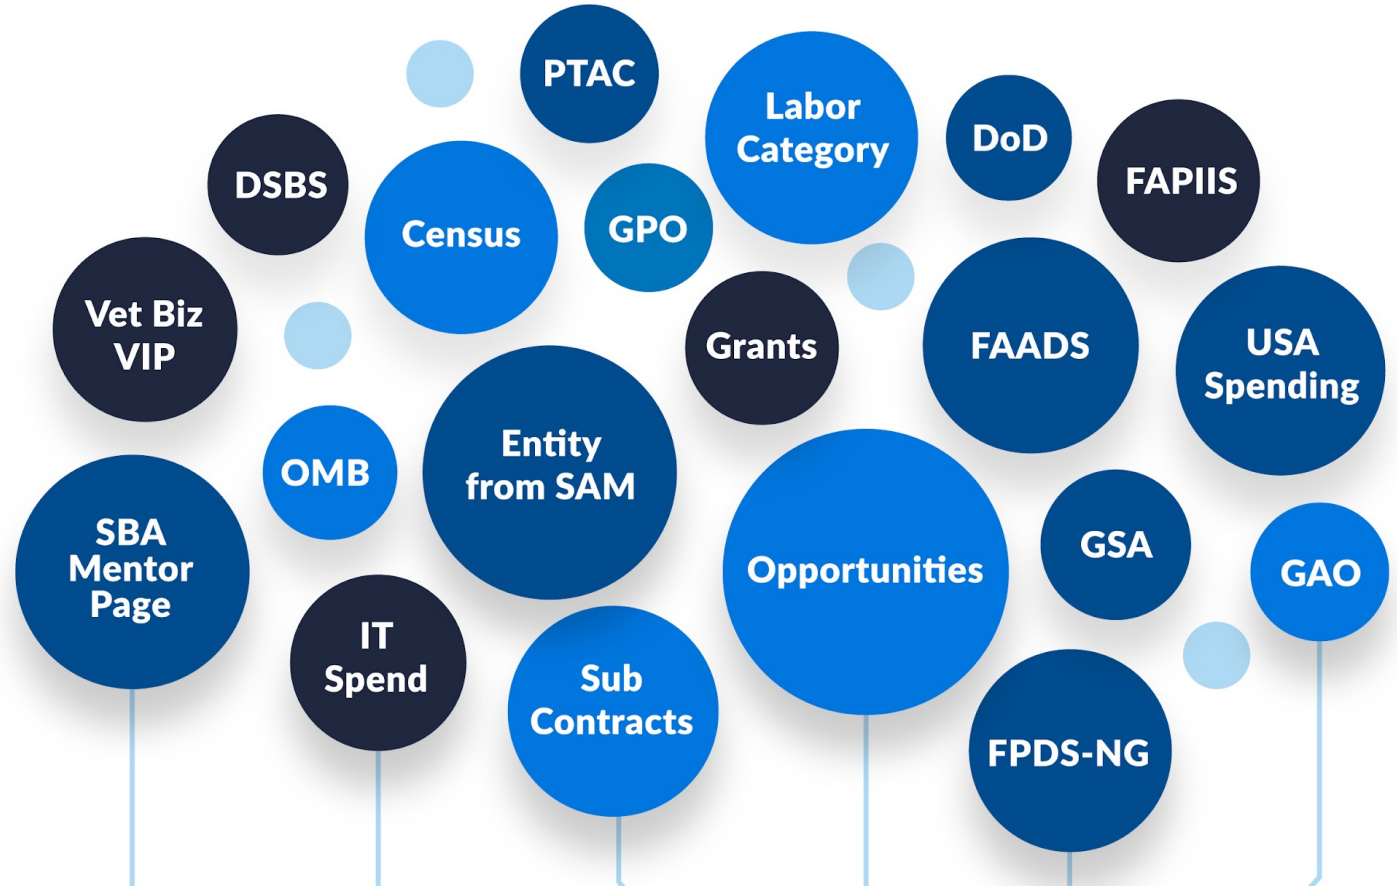 PTAC
Labor
Category
DoD
FAPIIS
DSBS
Census
GPO
Vet Biz
VIP
Grants
FAADS
USA
Spending
OMB
Entity
from SAM
SBA
Mentor
Page
Opportunities
GSA
GAO
IT
Spend
Sub
Contracts
FPDS-NG